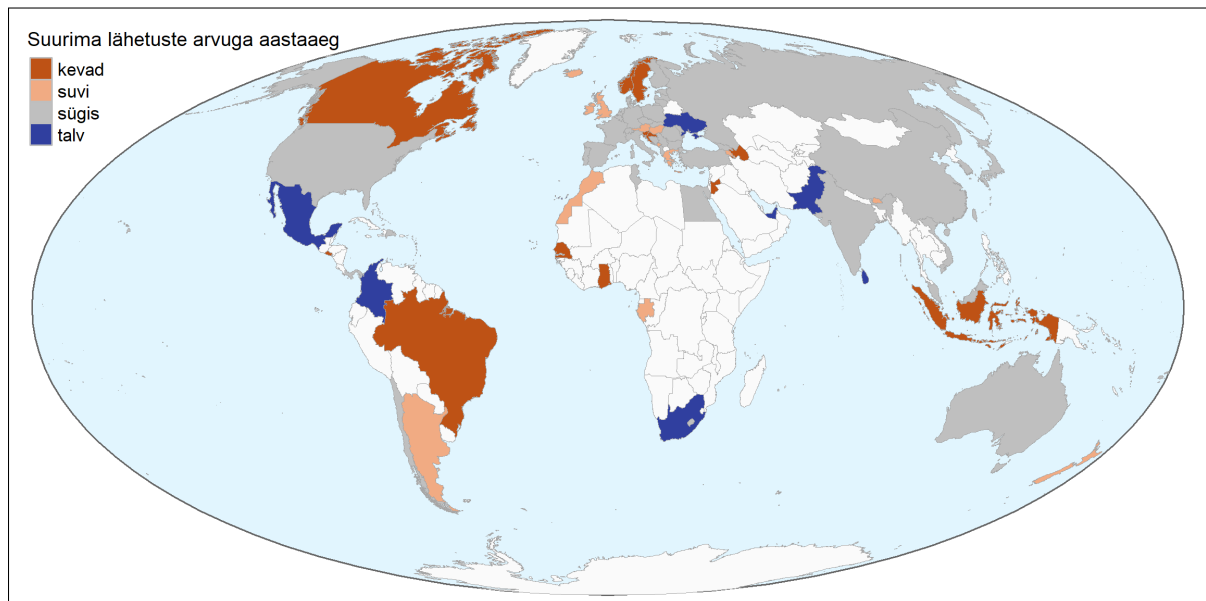 Suurima lähetuste arvuga aastaaeg
kevad
suvi
sügis
talv